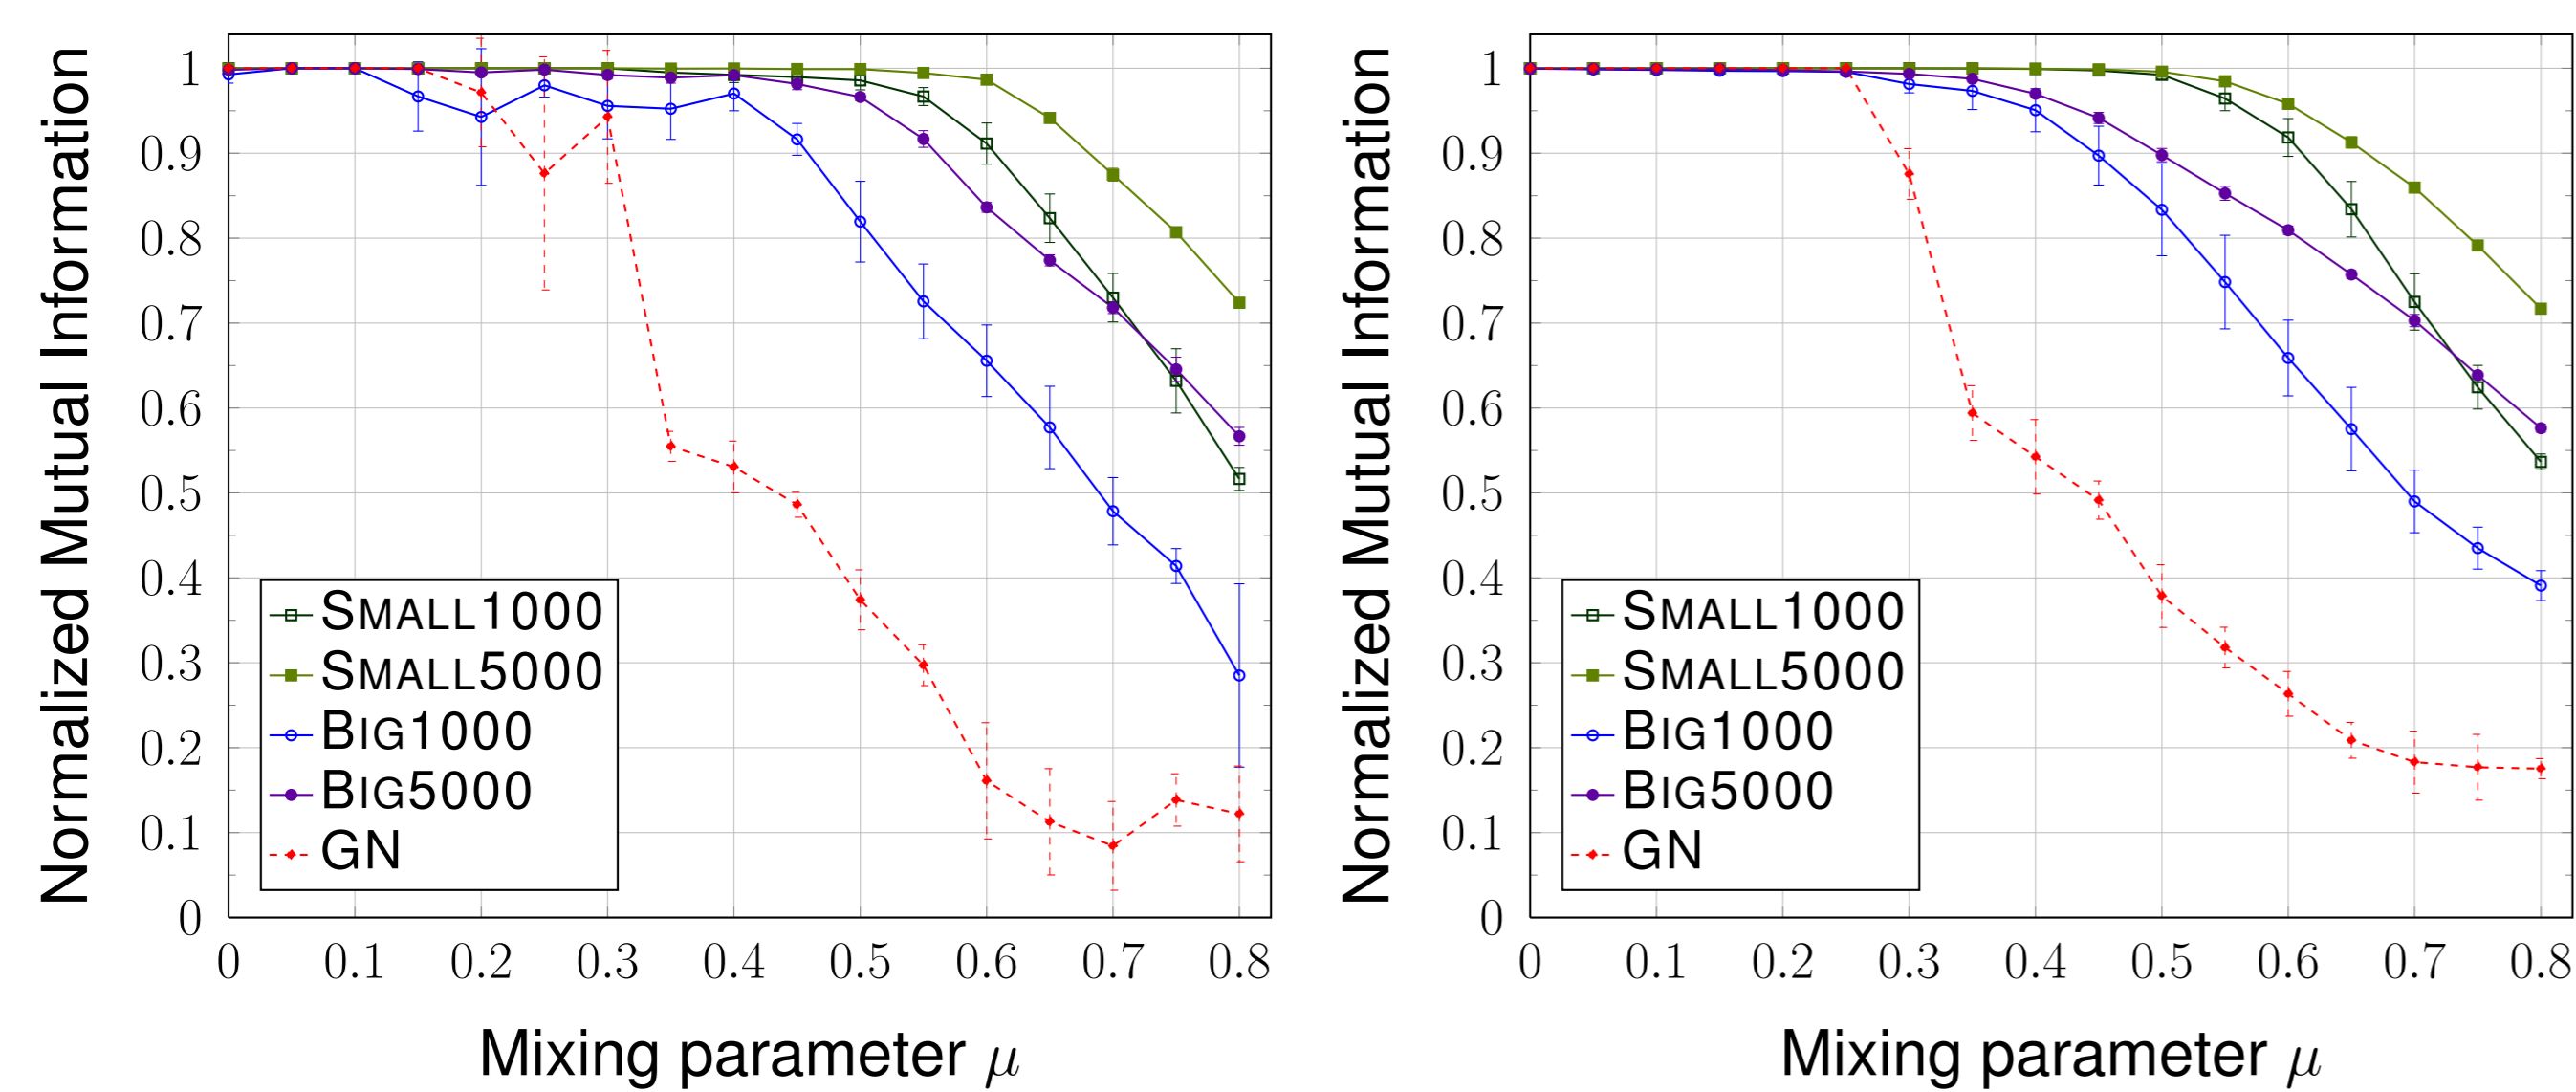 Normalized Mutual Information
1
0.9
0.8
0.7
0.6
0.5
0.4
0.3
0.2
0.1
0
SMALL1000
SMALL5000
BIG1000
BIG5000
GN
0 0.1 0.2 0.3 0.4 0.5 0.6 0.7 0.8
Mixing parameter μ
Normalized Mutual Information
1
0.9
0.8
0.7
0.6
0.5
0.4
0.3
0.2
0.1
0
SMALL1000
SMALL5000
BIG1000
BIG5000
GN
0 0.1 0.2 0.3 0.4 0.5 0.6 0.7 0.8
Mixing parameter μ